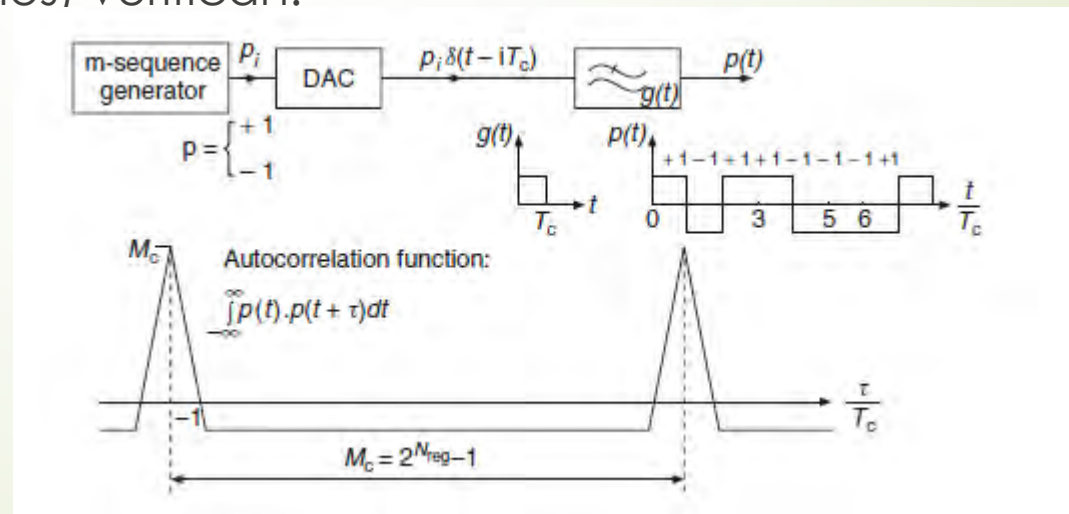 m-sequence
generator
p_i
DAC
p_i δ(t – iT_c)
g(t)
p(t)
p = { + 1
– 1
g(t)
T_c
t
p(t)
+ 1 – 1 + 1 + 1 – 1 – 1 – 1 +1
0 3 5 6
t/T_c
M_c
Autocorrelation function:
∫_{–∞}^{∞} p(t).p(t + τ)dt
–1
τ/T_c
M_c = 2^{N_reg}–1